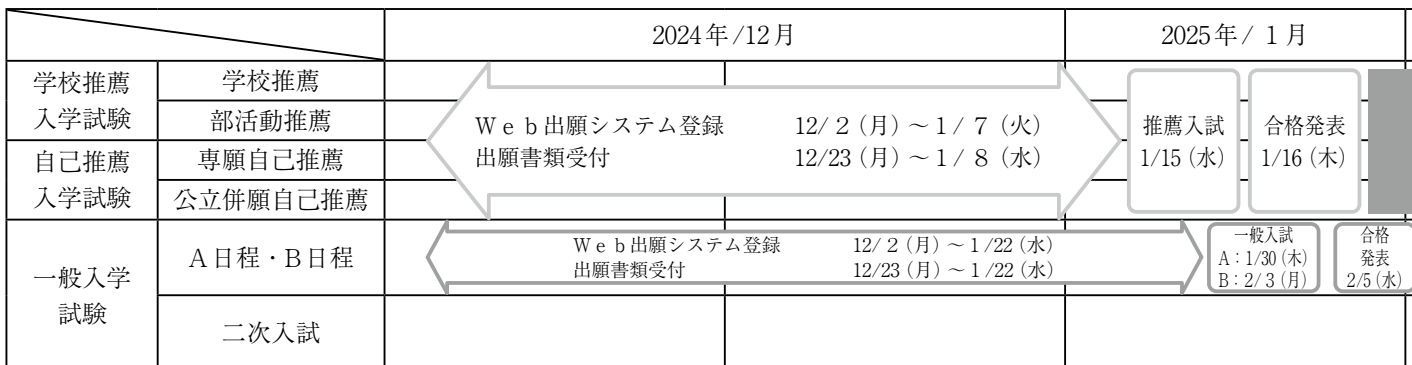 2024年/12月
2025年/ 1 月
学校推薦
入学試験
学校推薦
部活動推薦
自己推薦
入学試験
専願自己推薦
公立併願自己推薦
Ｗｅｂ出願システム登録 12/ 2 (月) ～ 1 / 7 (火)
出願書類受付 12/23 (月) ～ 1 / 8 (水)
推薦入試
1/15 (水)
合格発表
1/16 (木)
一般入学
試験
Ａ日程・Ｂ日程
Ｗｅｂ出願システム登録 12/ 2 (月) ～ 1 /22 (水)
出願書類受付 12/23 (月) ～ 1 /22 (水)
一般入試
A：1/30 (木)
B：2/ 3 (月)
合格
発表
2/5 (水)
二次入試